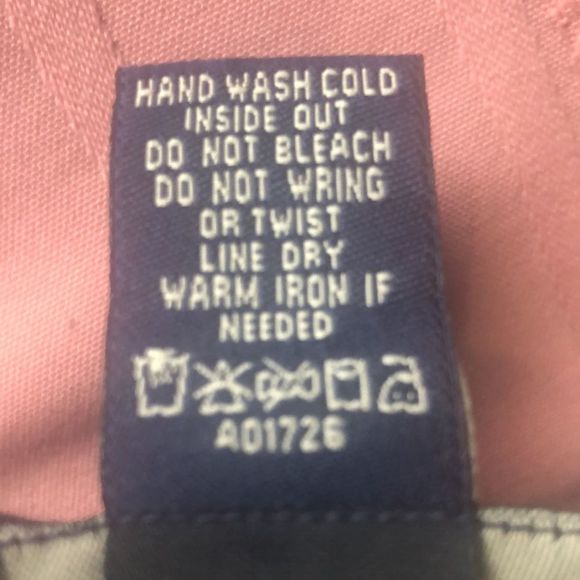 HAND WASH COLD
INSIDE OUT
DO NOT BLEACH
DO NOT WRING
OR TWIST
LINE DRY
WARM IRON IF
NEEDED
A01726